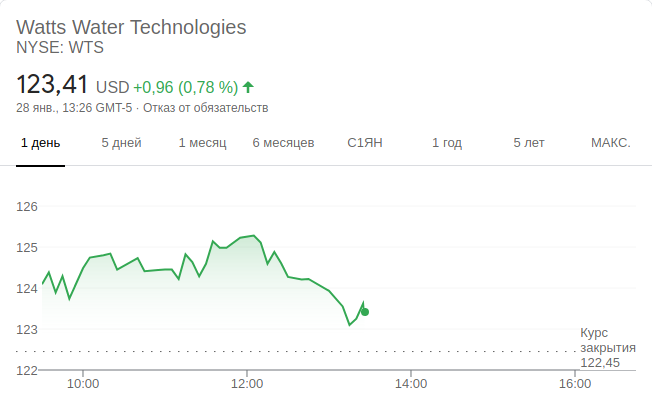 Watts Water Technologies
NYSE: WTS
123,41 USD +0,96 (0,78 %)
28 янв., 13:26 GMT-5 · Отказ от обязательств
1 день 5 дней 1 месяц 6 месяцев С1ЯН 1 год 5 лет МАКС.
126
125
124
123
Курс
закрытия
122,45
122
10:00 12:00 14:00 16:00